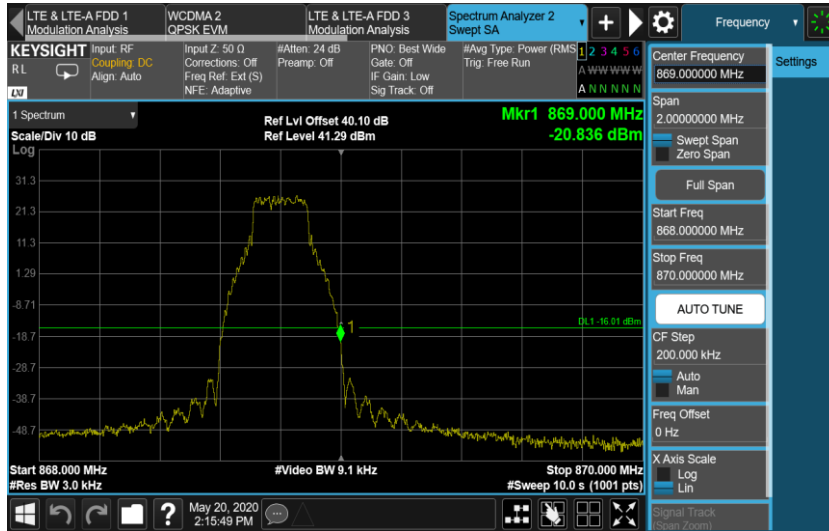 LTE & LTE-A FDD 1
Modulation Analysis
WCDMA 2
QPSK EVM
LTE & LTE-A FDD 3
Modulation Analysis
Spectrum Analyzer 2
Swept SA
Frequency
KEYSIGHT
RL
LXI
Input: RF
Coupling: DC
Align: Auto
Input Z: 50 Ω
Corrections: Off
Freq Ref: Ext (S)
NFE: Adaptive
#Atten: 24 dB
Preamp: Off
PNO: Best Wide
Gate: Off
IF Gain: Low
Sig Track: Off
#Avg Type: Power (RMS
Trig: Free Run
1 2 3 4 5 6
A W W W W W
A N N N N N
1 Spectrum
Scale/Div 10 dB
Log
Ref Lvl Offset 40.10 dB
Ref Level 41.29 dBm
Mkr1 869.000 MHz
-20.836 dBm
31.3
21.3
11.3
1.29
-8.71
-18.7
-28.7
-38.7
-48.7
DL1 -16.01 dBm
1
Start 868.000 MHz
#Res BW 3.0 kHz
#Video BW 9.1 kHz
Stop 870.000 MHz
#Sweep 10.0 s (1001 pts)
Center Frequency
869.000000 MHz
Settings
Span
2.00000000 MHz
Swept Span
Zero Span
Full Span
Start Freq
868.000000 MHz
Stop Freq
870.000000 MHz
AUTO TUNE
CF Step
200.000 kHz
Auto
Man
Freq Offset
0 Hz
X Axis Scale
Log
Lin
Signal Track
(Span Zoom)
?
May 20, 2020
2:15:49 PM